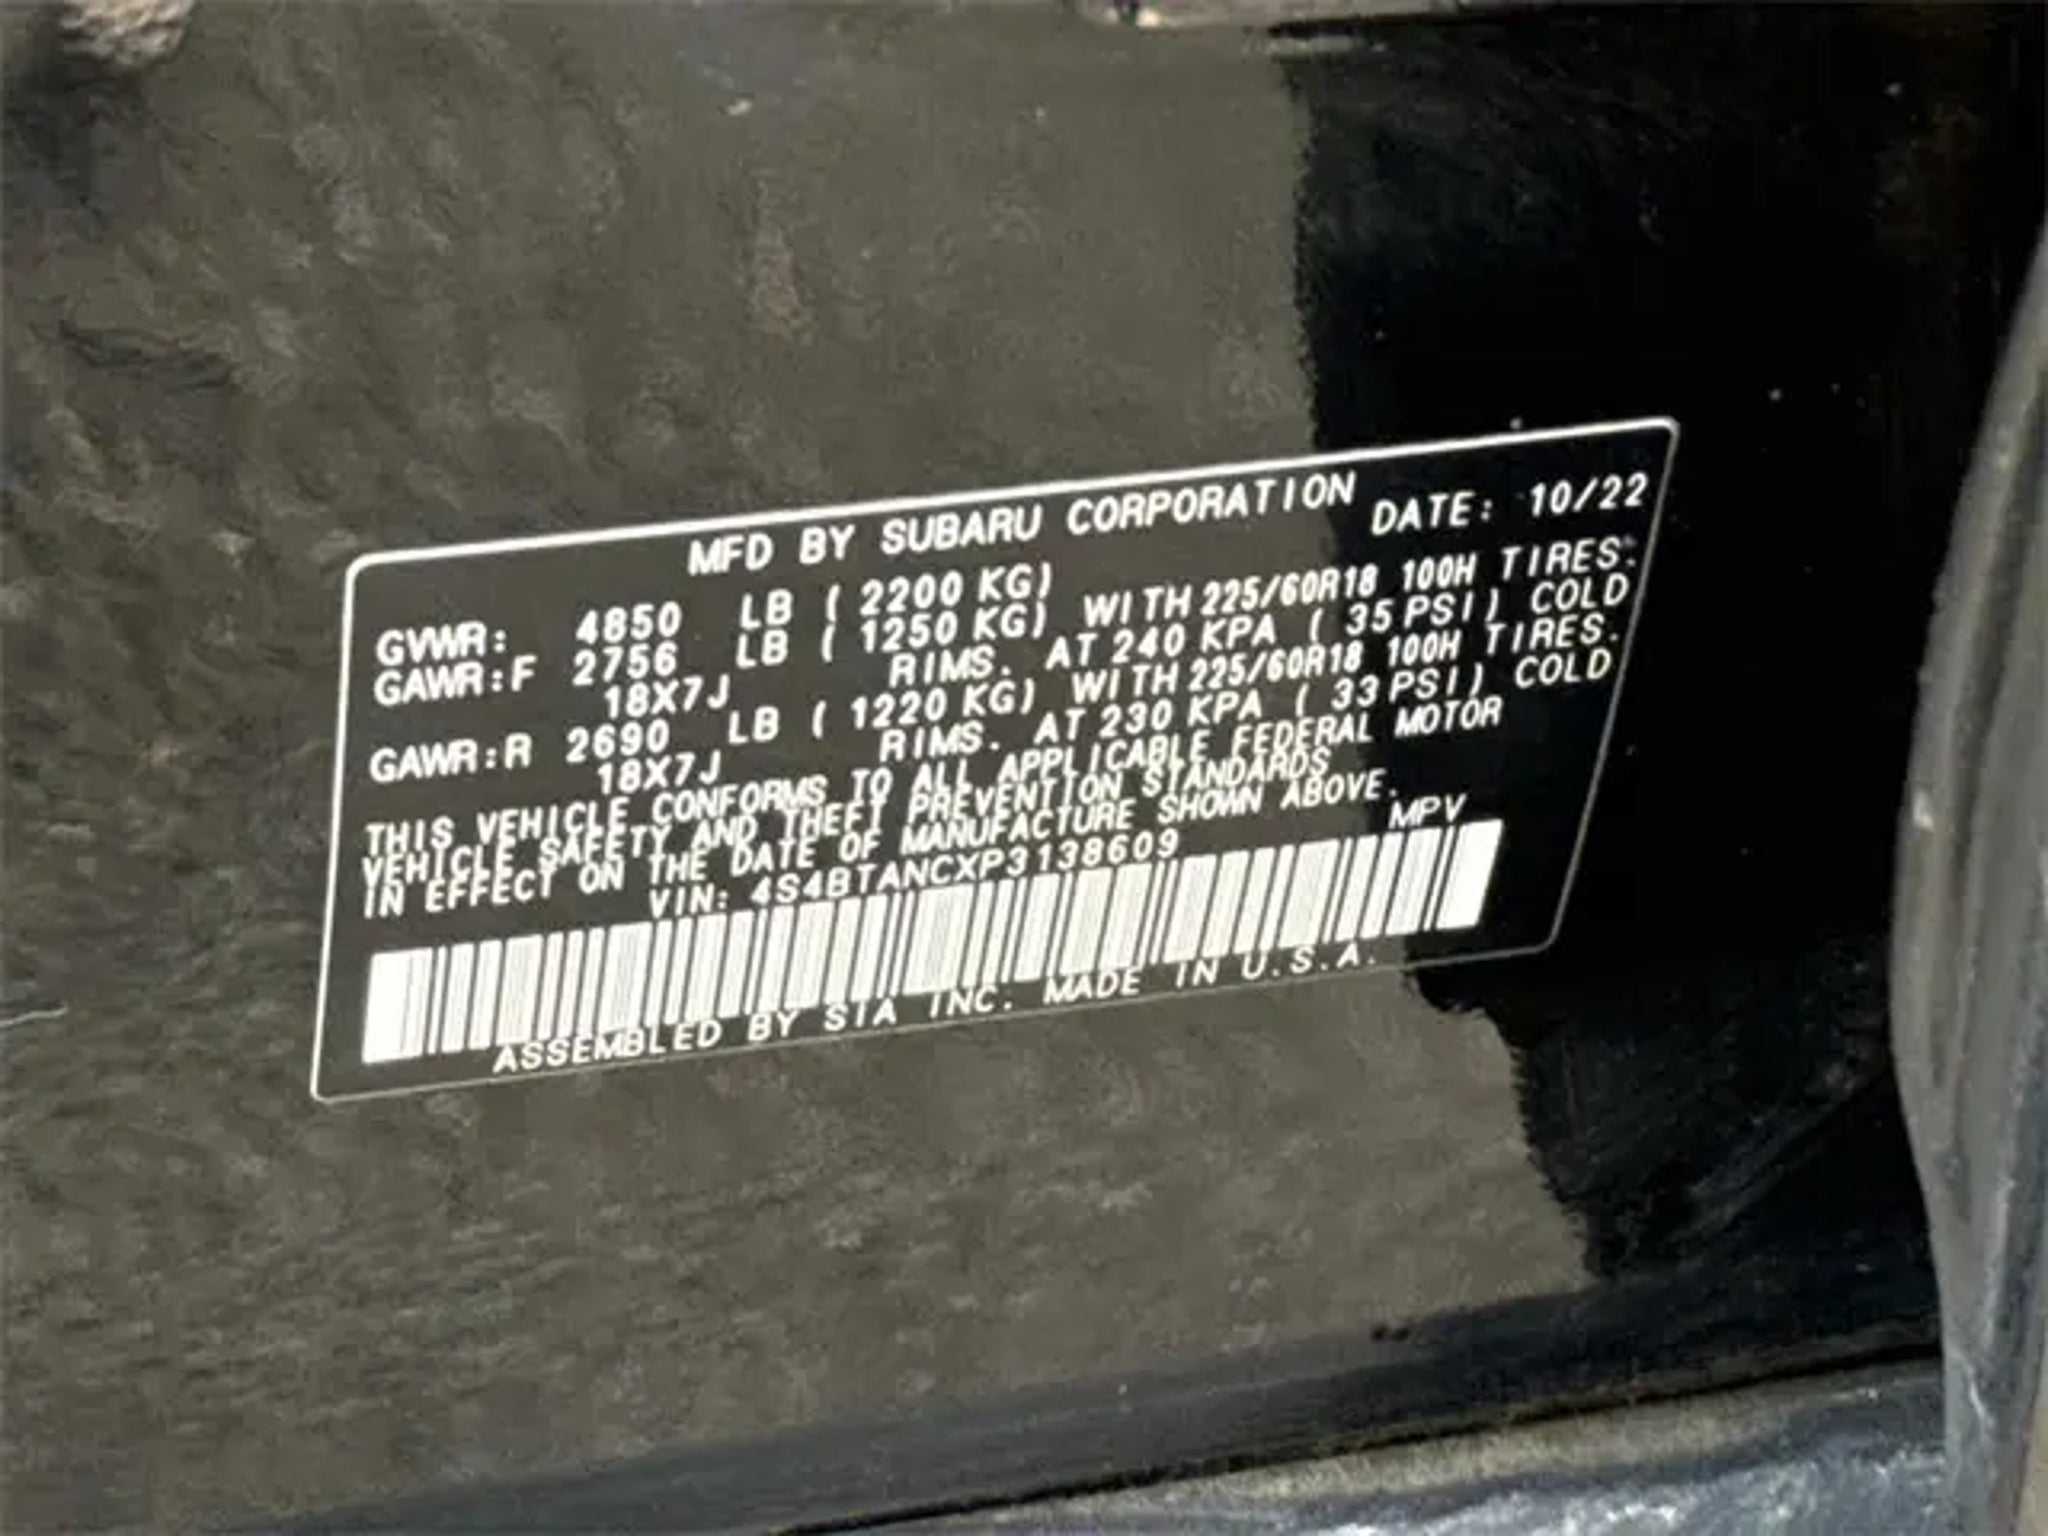 MFD BY SUBARU CORPORATION DATE: 10/22
GVWR: 4850 LB ( 2200 KG)
GAWR:F 2756 LB ( 1250 KG) WITH 225/60R18 100H TIRES.
18X7J RIMS. AT 240 KPA ( 35 PSI) COLD
GAWR:R 2690 LB ( 1220 KG) WITH 225/60R18 100H TIRES.
18X7J RIMS. AT 230 KPA ( 33 PSI) COLD
THIS VEHICLE CONFORMS TO ALL APPLICABLE FEDERAL MOTOR
VEHICLE SAFETY AND THEFT PREVENTION STANDARDS
IN EFFECT ON THE DATE OF MANUFACTURE SHOWN ABOVE.
VIN: 4S4BTANCXP3138609 MPV
ASSEMBLED BY SIA INC. MADE IN U.S.A.